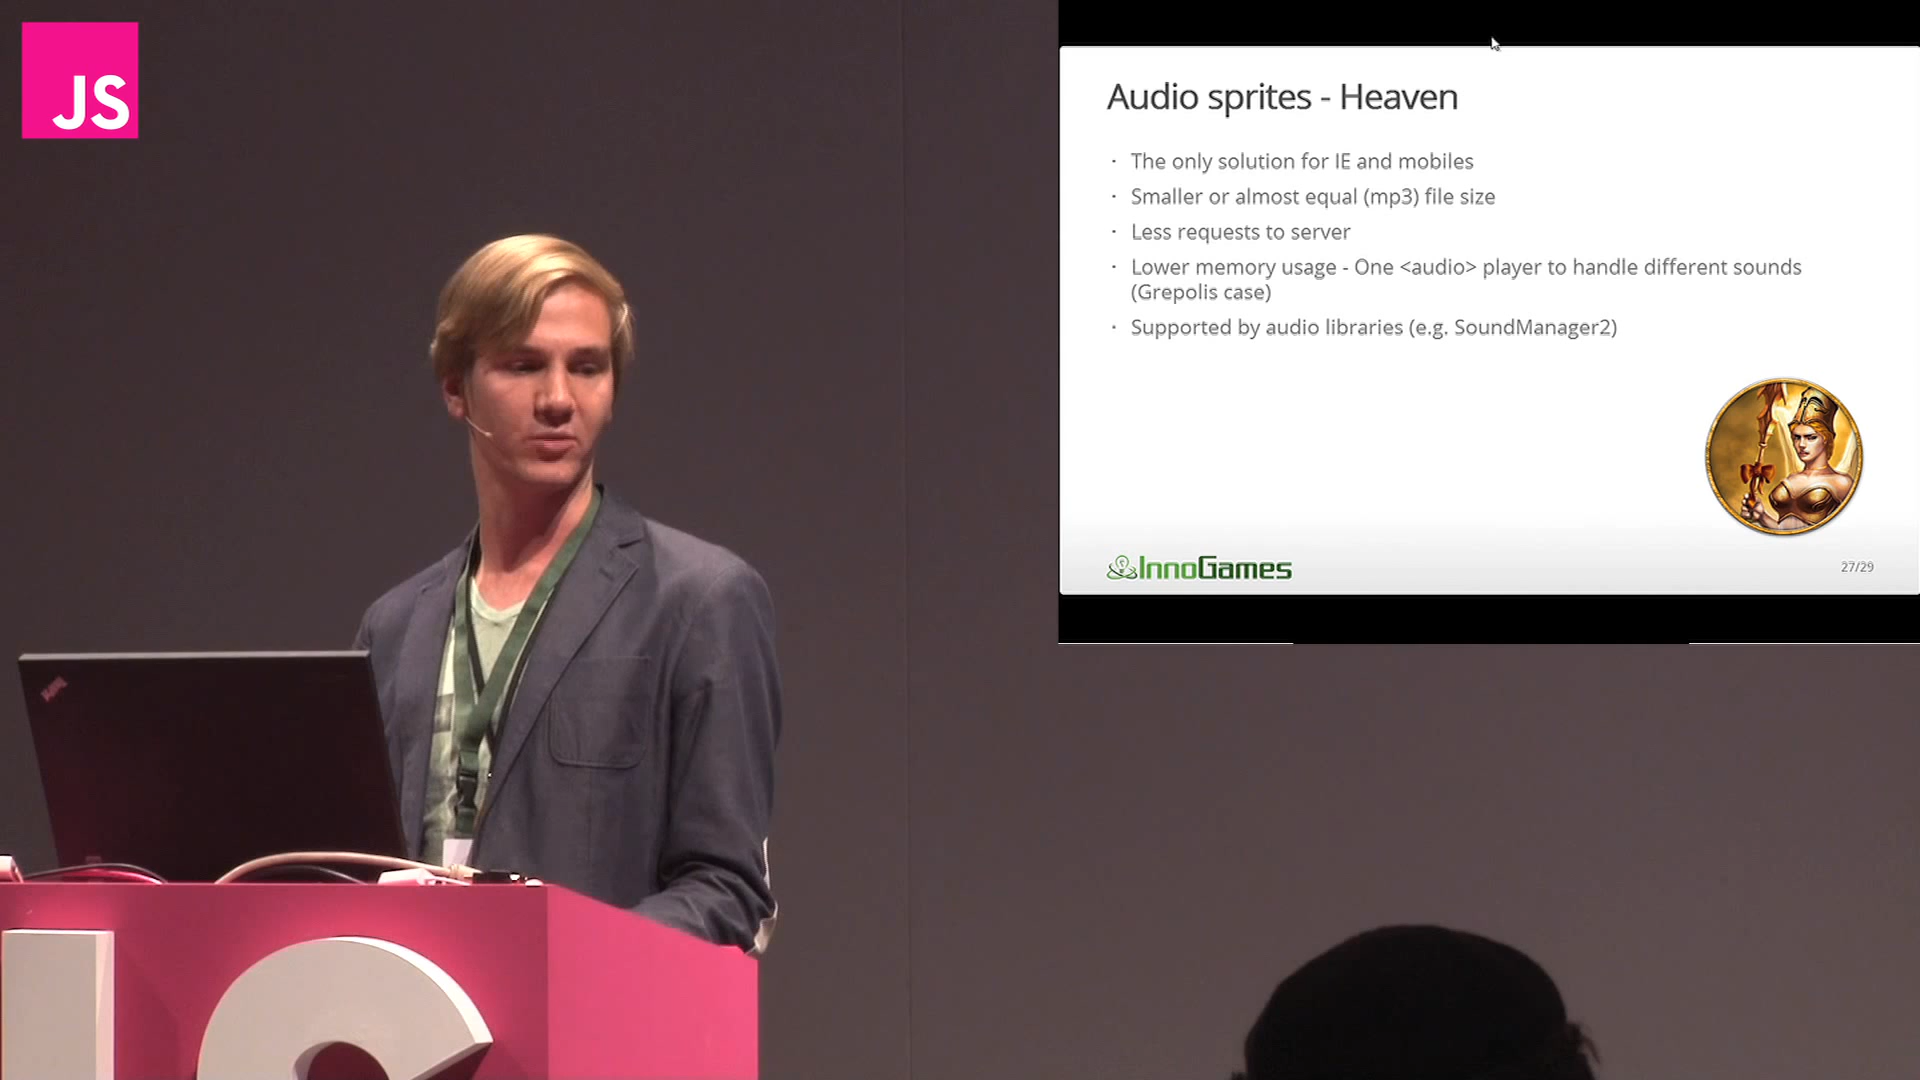 JS
Audio sprites - Heaven
· The only solution for IE and mobiles
· Smaller or almost equal (mp3) file size
· Less requests to server
· Lower memory usage - One <audio> player to handle different sounds
(Grepolis case)
· Supported by audio libraries (e.g. SoundManager2)
InnoGames
27/29